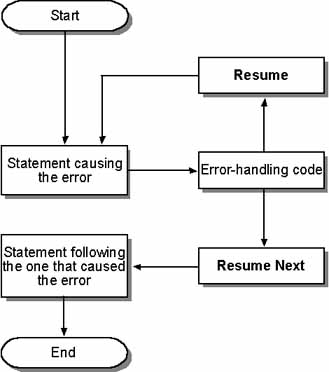 Start
Resume
Statement causing
the error
Error-handling code
Statement following
the one that caused
the error
Resume Next
End